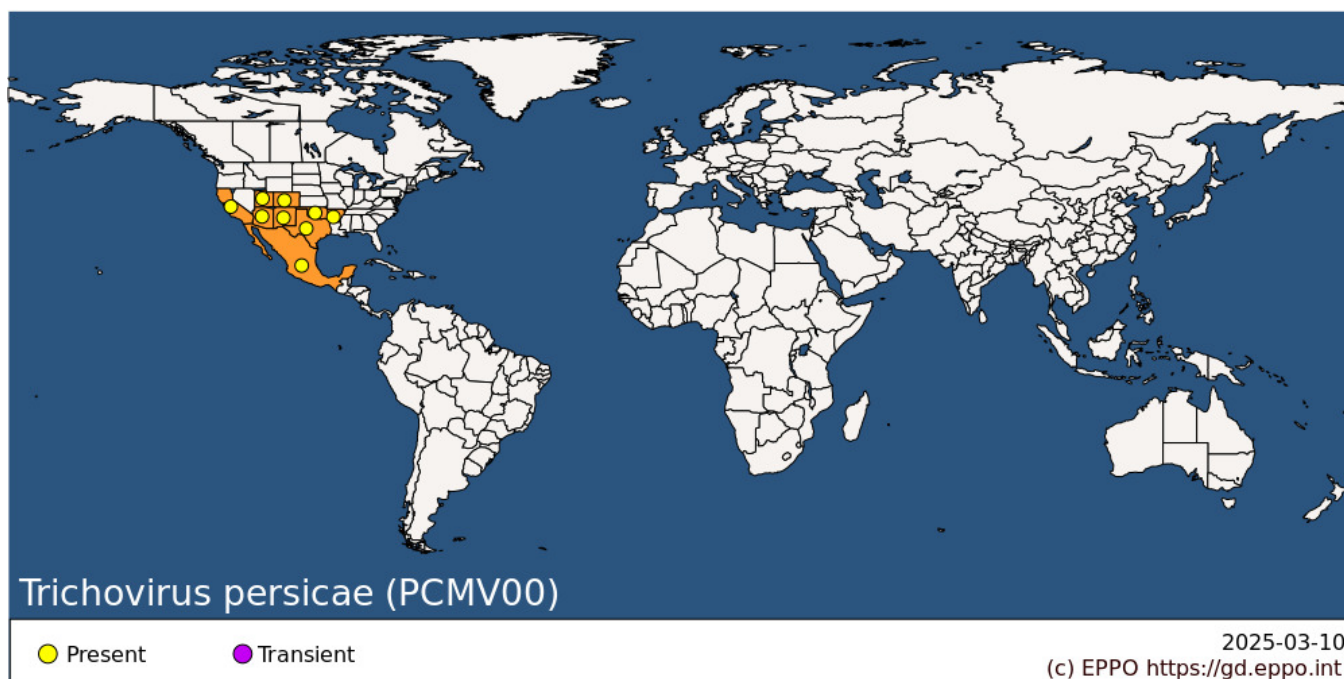 Trichovirus persicae (PCMV00)
Present
Transient
2025-03-10
(c) EPPO https://gd.eppo.int